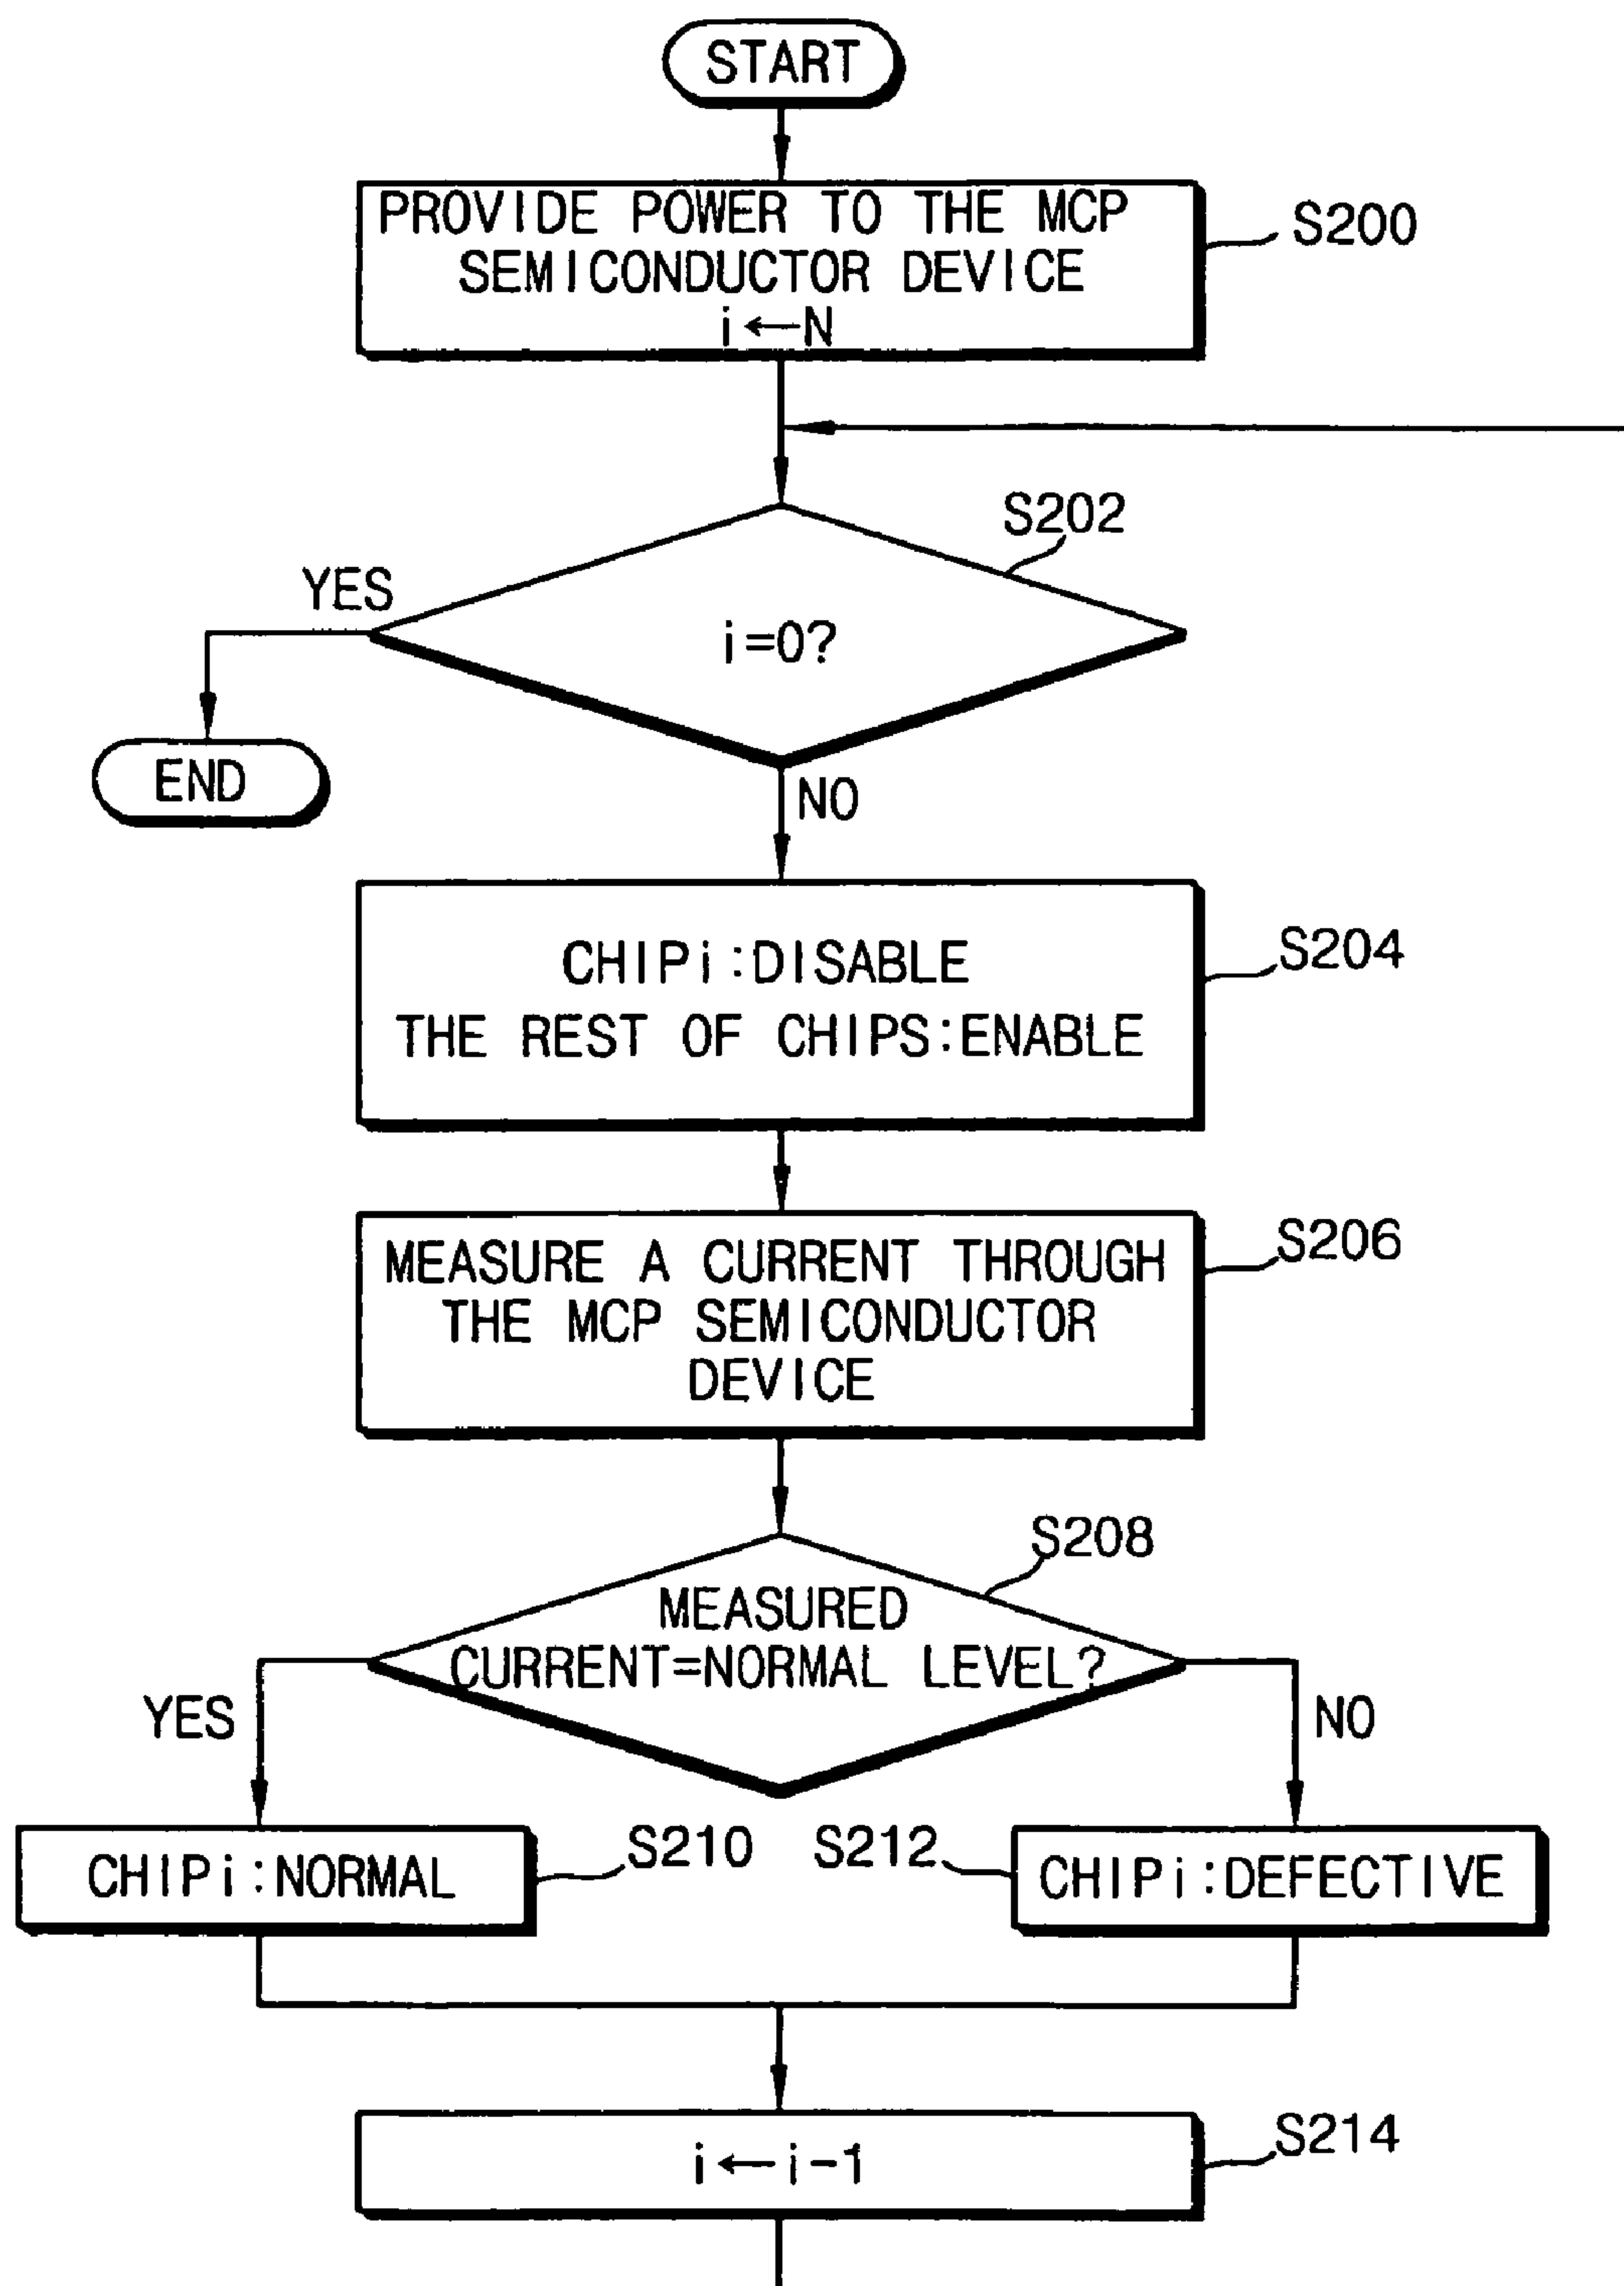 START
PROVIDE POWER TO THE MCP
SEMICONDUCTOR DEVICE
i←N
S200
S202
YES
i=0?
END
NO
CHIPi:DISABLE
THE REST OF CHIPS:ENABLE
S204
MEASURE A CURRENT THROUGH
THE MCP SEMICONDUCTOR
DEVICE
S206
S208
MEASURED
CURRENT=NORMAL LEVEL?
YES
NO
CHIPi:NORMAL
S210
S212
CHIPi:DEFECTIVE
i←i-1
S214